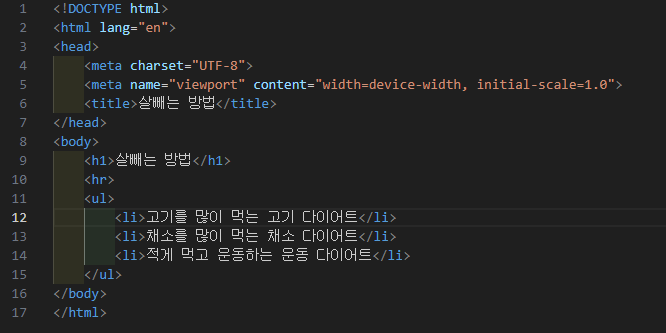 1 <!DOCTYPE html>
2 <html lang="en">
3 <head>
4     <meta charset="UTF-8">
5     <meta name="viewport" content="width=device-width, initial-scale=1.0">
6     <title>살빼는 방법</title>
7 </head>
8 <body>
9     <h1>살빼는 방법</h1>
10     <hr>
11     <ul>
12         <li>고기를 많이 먹는 고기 다이어트</li>
13         <li>채소를 많이 먹는 채소 다이어트</li>
14         <li>적게 먹고 운동하는 운동 다이어트</li>
15     </ul>
16 </body>
17 </html>